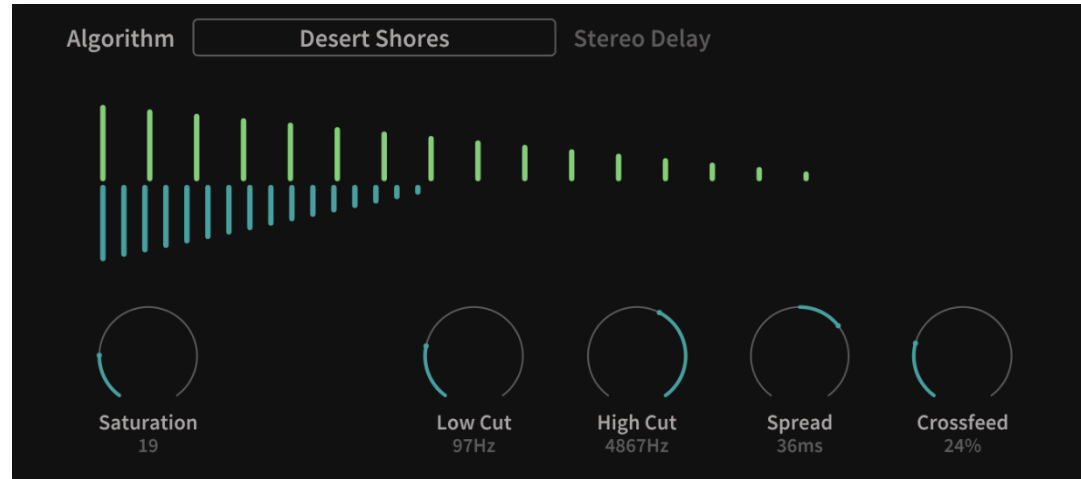 Algorithm Desert Shores Stereo Delay
Saturation Low Cut High Cut Spread Crossfeed
19 97Hz 4867Hz 36ms 24%